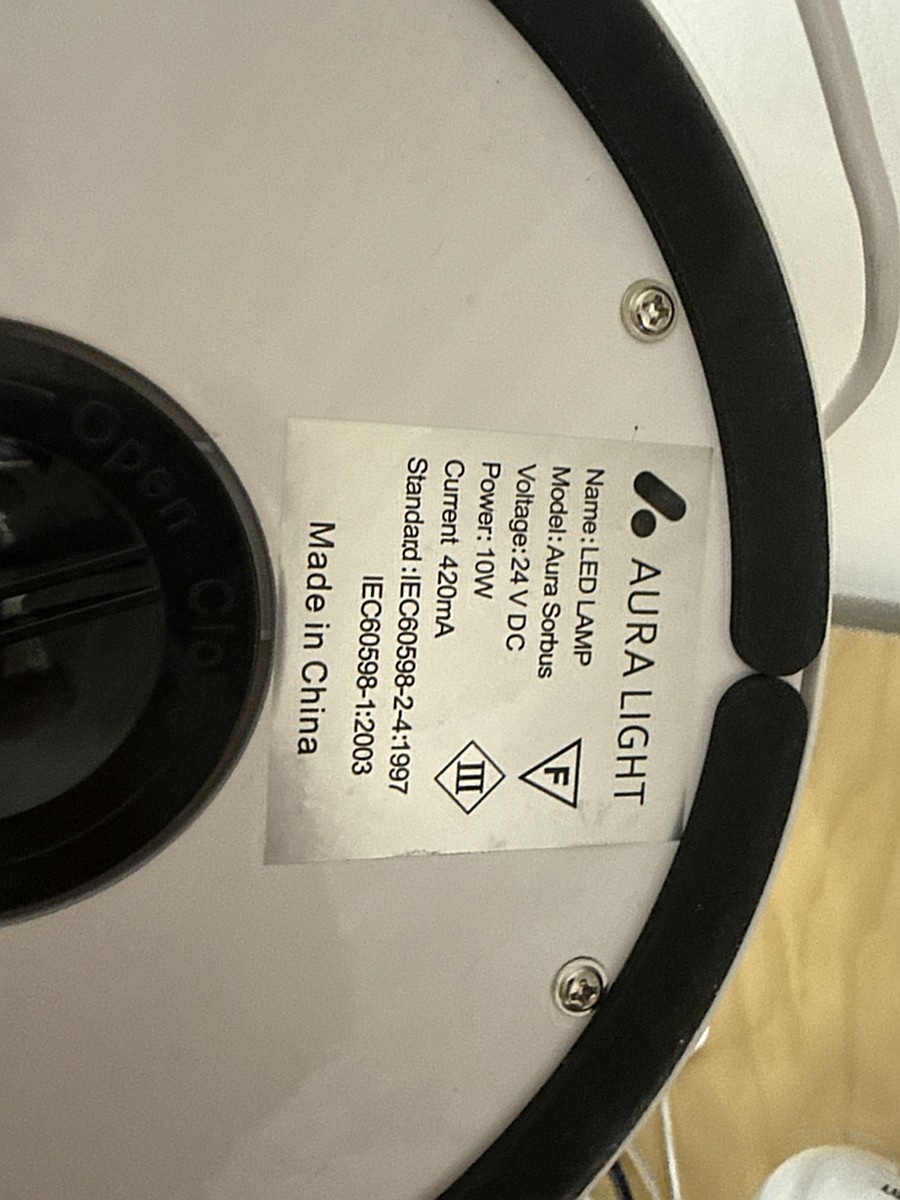 AURA LIGHT
Name: LED LAMP
Model: Aura Sorbus
Voltage: 24 V DC
Power: 10W
Current 420mA
Standard : IEC60598-2-4:1997
IEC60598-1:2003
F
III
Made in China
Open